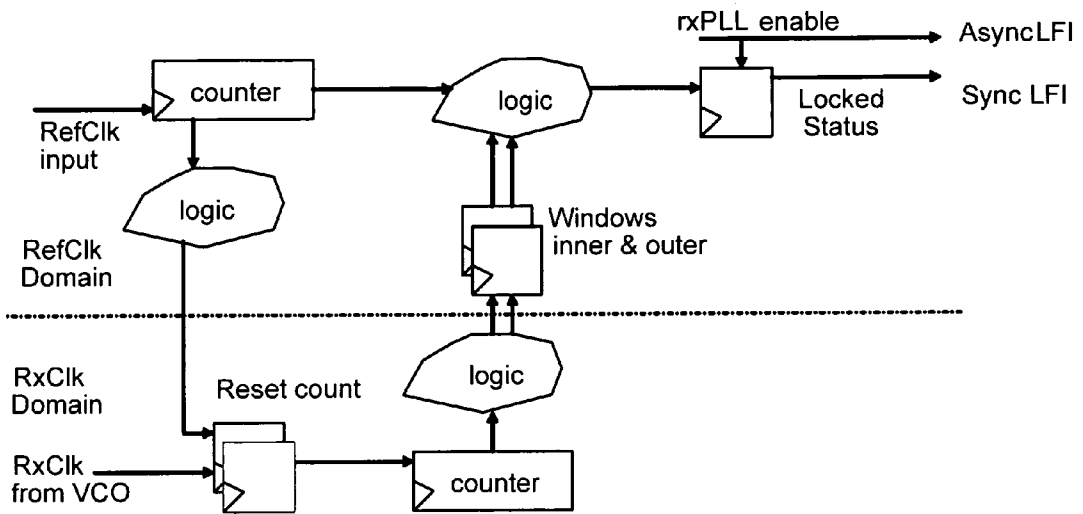 rxPLL enable
AsyncLFI
counter
logic
Sync LFI
RefClk
input
Locked
Status
logic
Windows
inner & outer
RefClk
Domain
RxClk
Domain
Reset count
logic
RxClk
from VCO
counter